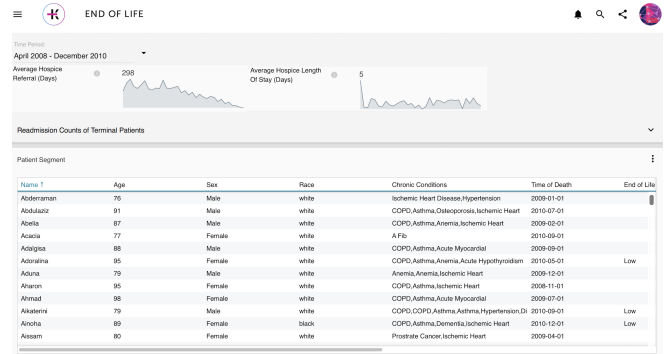 END OF LIFE
Time Period:
April 2008 - December 2010
Average Hospice Referral (Days)
298
Average Hospice Length Of Stay (Days)
5
Readmission Counts of Terminal Patients
Patient Segment
Name ↑ Age Sex Race Chronic Conditions Time of Death End of Life
Abderraman 76 Male white Ischemic Heart Disease,Hypertension 2009-01-01
Abdulaziz 91 Male white COPD,Asthma,Osteoporosis,Ischemic Heart 2010-07-01
Abelia 87 Male white COPD,Asthma,Anemia,Ischemic Heart 2009-02-01
Acacia 77 Female white A Fib 2010-09-01
Adalgisa 88 Male white COPD,Asthma,Acute Myocardial 2009-09-01
Adoralina 95 Female white COPD,Asthma,Anemia,Acute Hypothyroidism 2010-05-01 Low
Aduna 79 Male white Anemia,Anemia,Ischemic Heart 2009-12-01
Aharon 95 Female white COPD,Asthma,Ischemic Heart 2008-11-01
Ahmad 98 Female white COPD,Asthma,Acute Myocardial 2009-07-01
Aikaterini 79 Male white COPD,COPD,Asthma,Asthma,Hypertension,Di 2010-09-01 Low
Ainoha 89 Female black COPD,Asthma,Dementia,Ischemic Heart 2010-12-01 Low
Aissam 80 Female white Prostrate Cancer,Ischemic Heart 2009-04-01